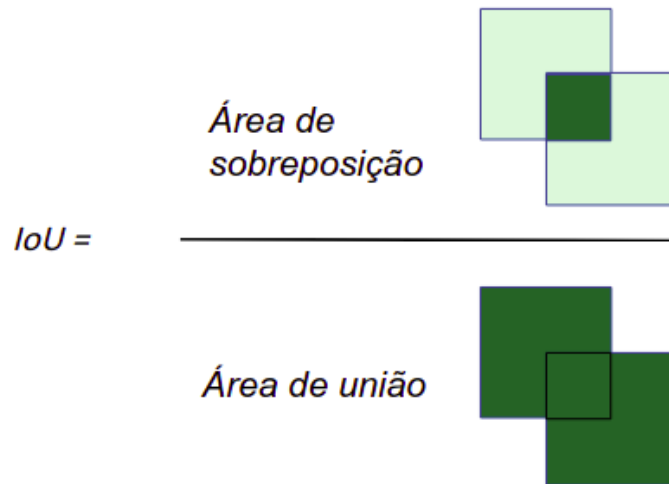 Área de
sobreposição
IoU =
Área de união